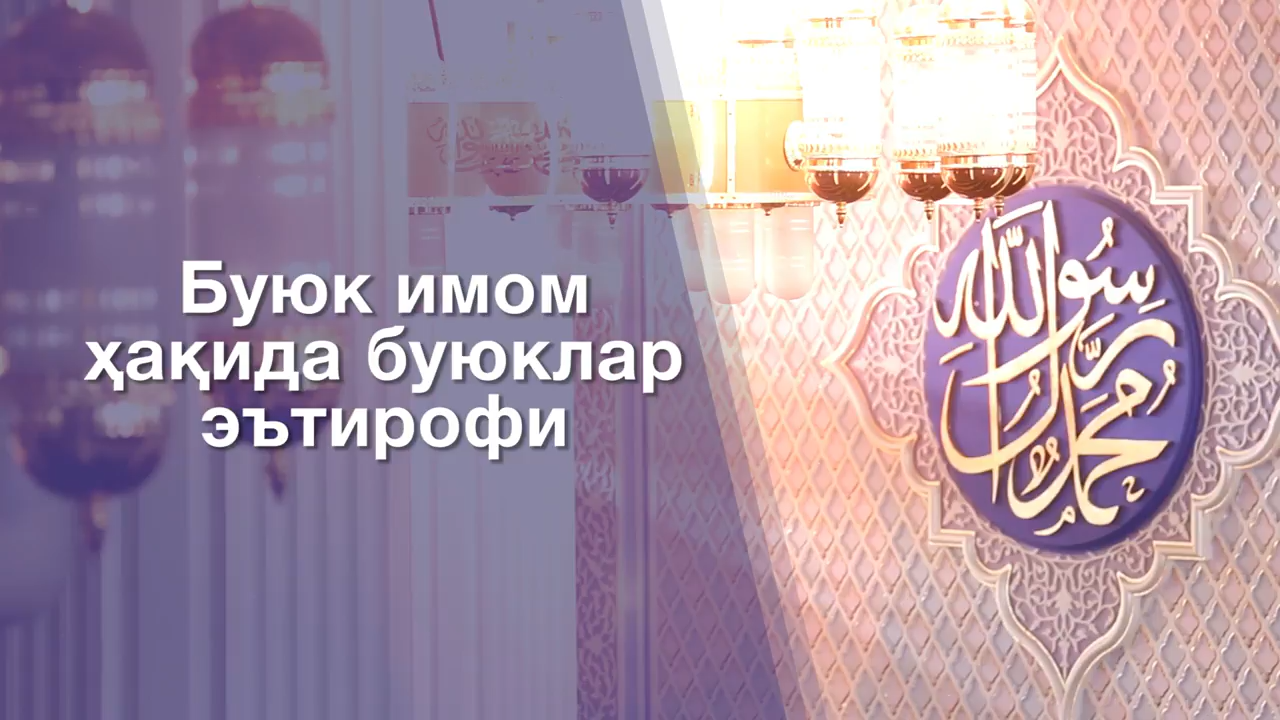 Буюк имом
ҳақида буюклар
эътирофи
محمد رسول الله